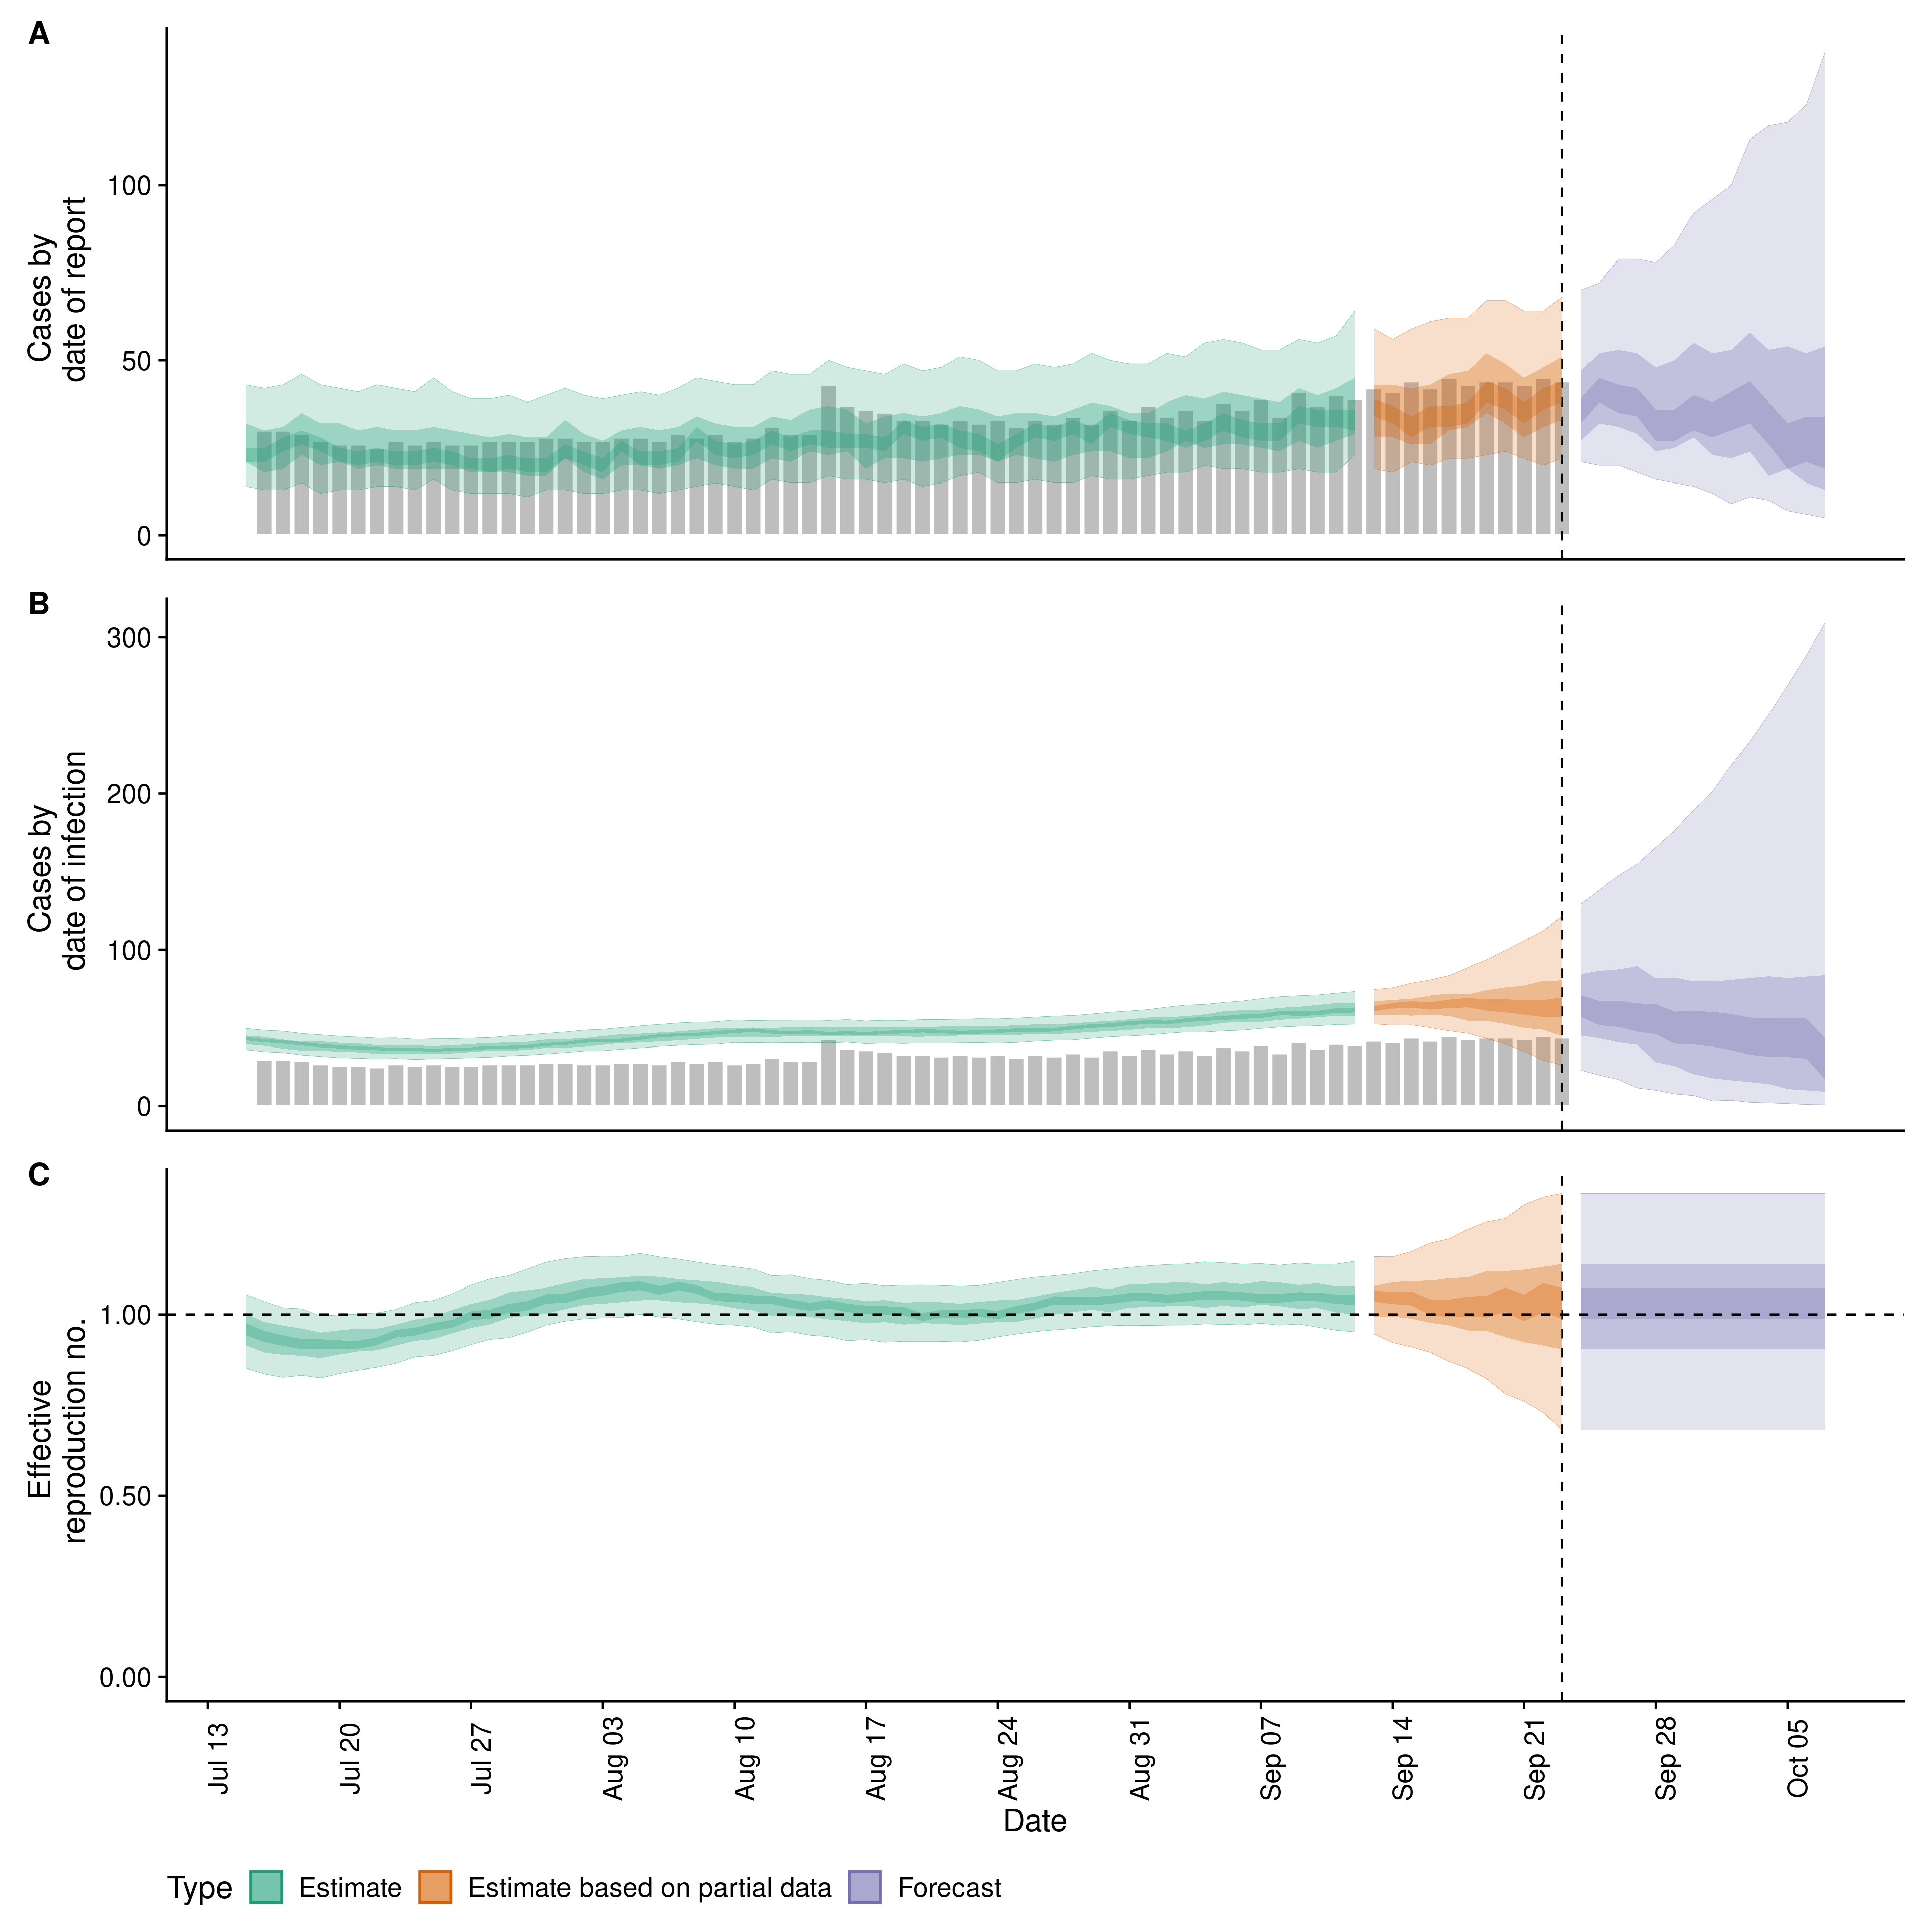 A
Cases by
date of report
100
50
0
B
Cases by
date of infection
300
200
100
0
C
Effective
reproduction no.
1.00
0.50
0.00
Jul 13
Jul 20
Jul 27
Aug 03
Aug 10
Aug 17
Aug 24
Aug 31
Sep 07
Sep 14
Sep 21
Sep 28
Oct 05
Date
Type Estimate Estimate based on partial data Forecast